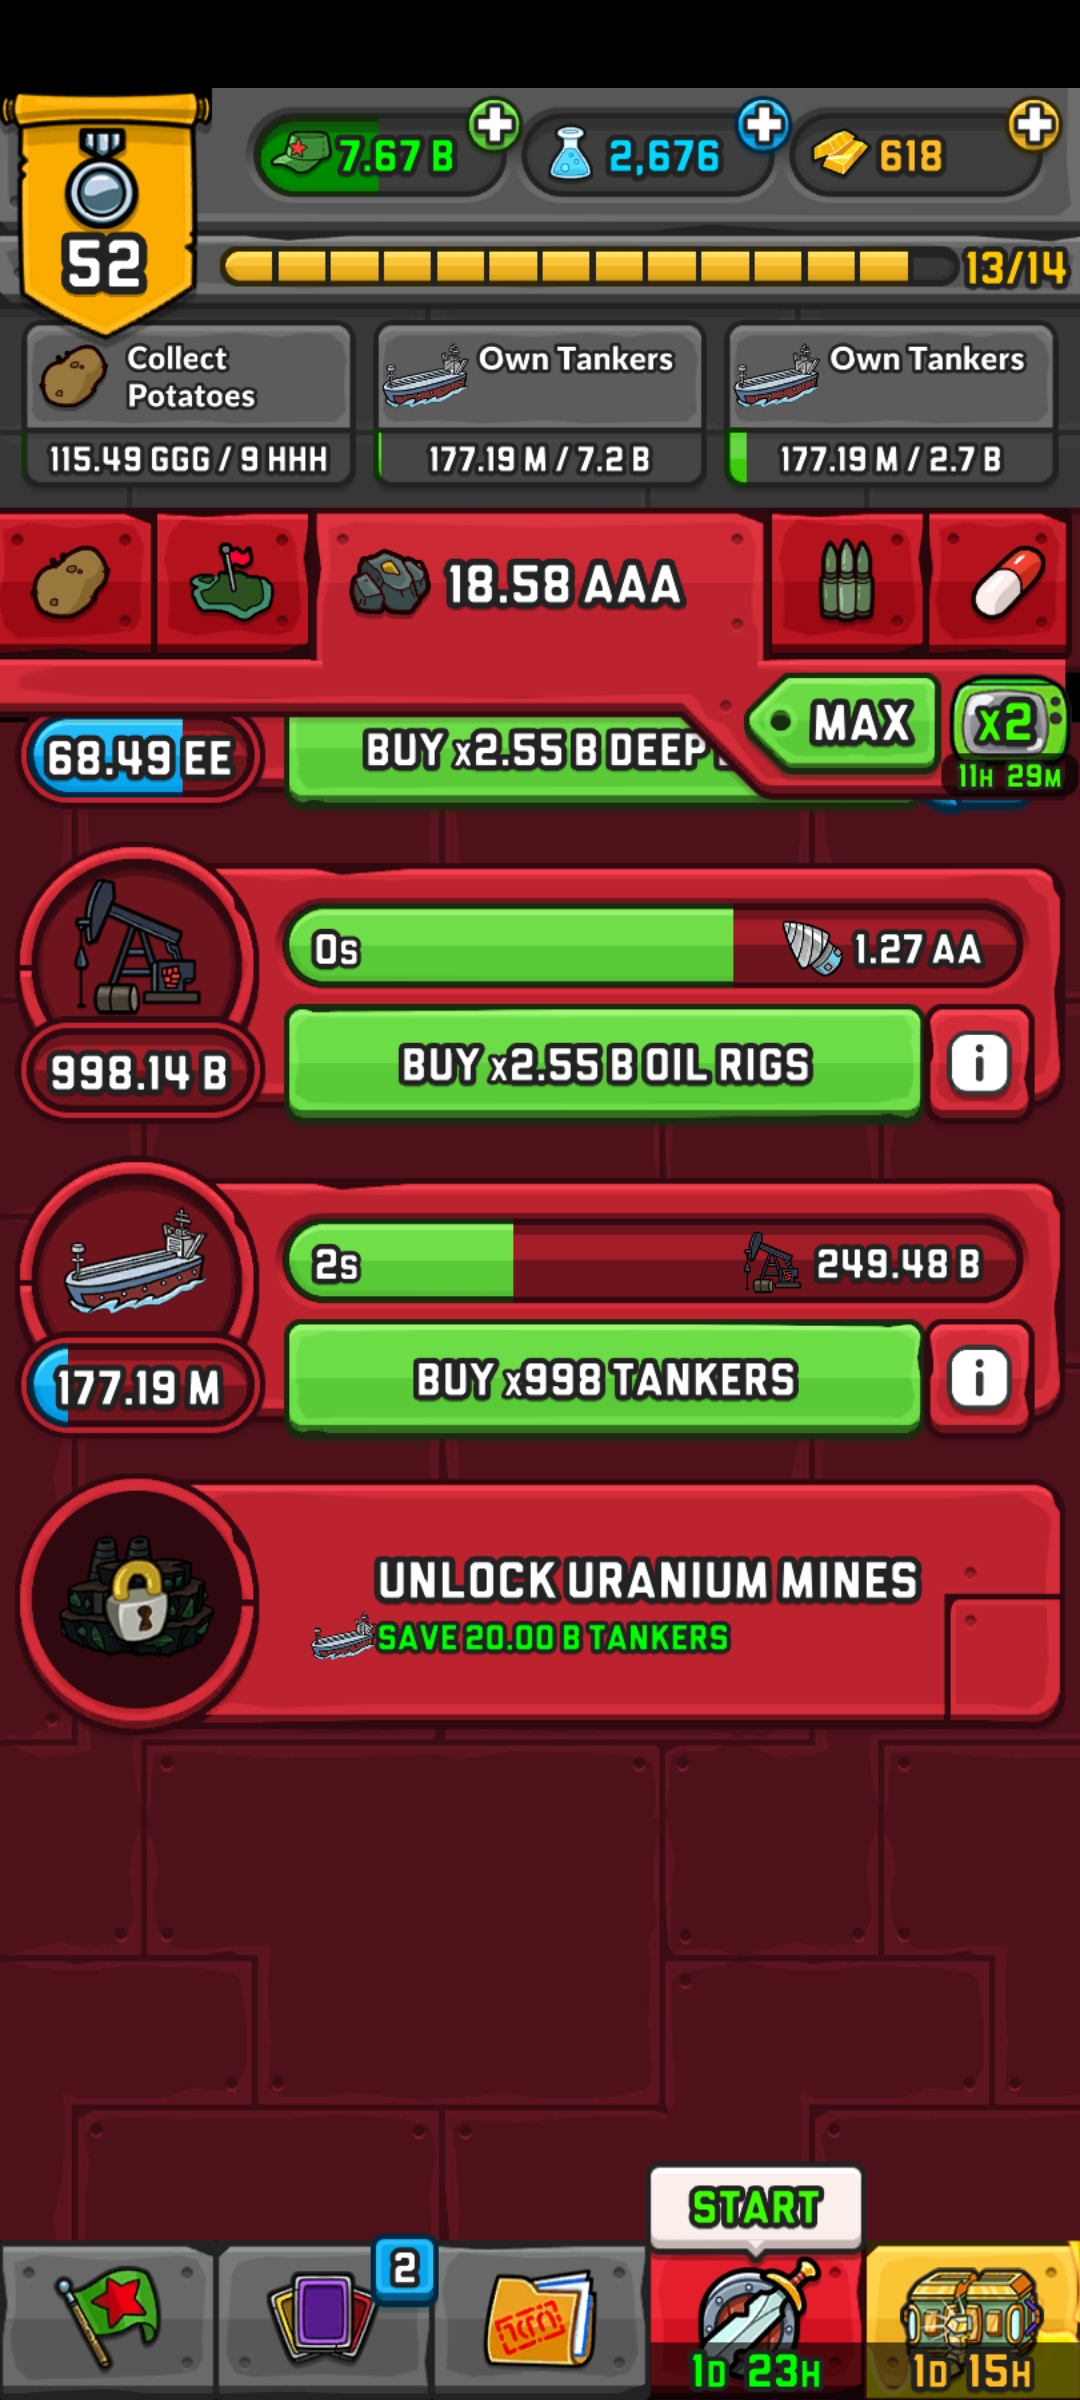 52
7.67 B
2,676
618
13/14
Collect
Potatoes
115.49 GGG / 9 HHH
Own Tankers
177.19 M / 7.2 B
Own Tankers
177.19 M / 2.7 B
18.58 AAA
MAX
x2
11H 29M
68.49 EE
BUY x2.55 B DEEP
0s
1.27 AA
998.14 B
BUY x2.55 B OIL RIGS
i
2s
249.48 B
177.19 M
BUY x998 TANKERS
i
UNLOCK URANIUM MINES
SAVE 20.00 B TANKERS
START
2
1D 23H
1D 15H